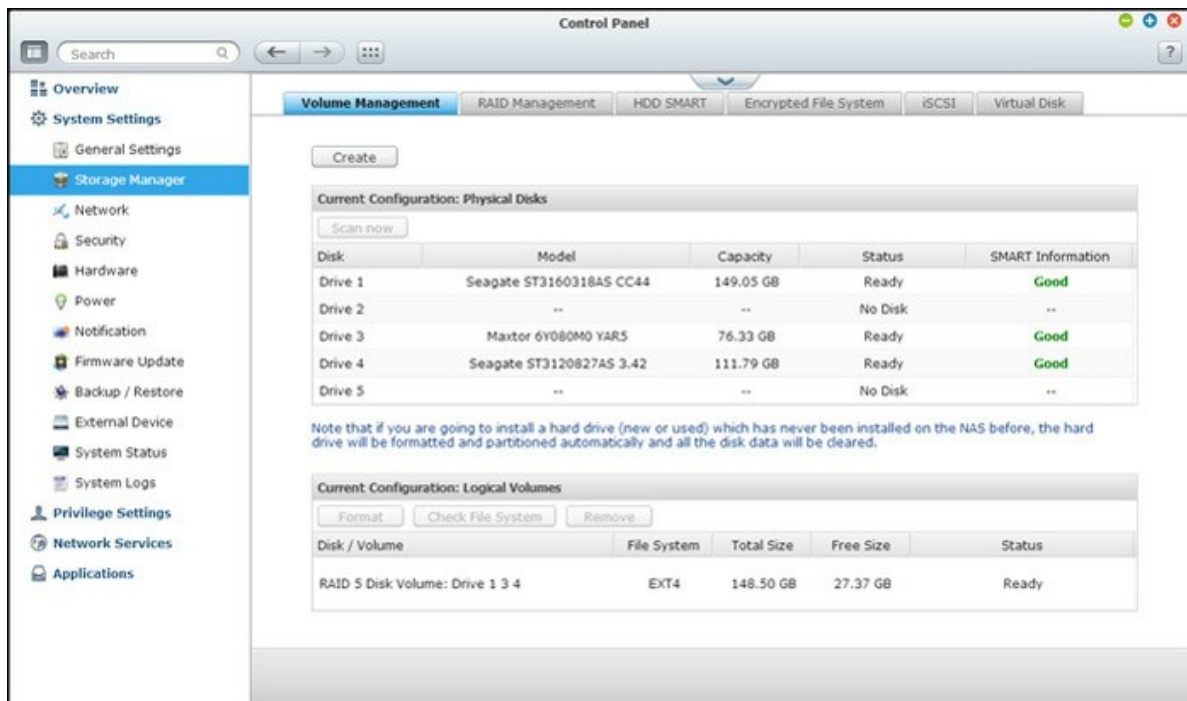 Control Panel
Search
?
Overview
System Settings
General Settings
Storage Manager
Network
Security
Hardware
Power
Notification
Firmware Update
Backup / Restore
External Device
System Status
System Logs
Privilege Settings
Network Services
Applications
Volume Management RAID Management HDD SMART Encrypted File System iSCSI Virtual Disk
Create
Current Configuration: Physical Disks
Scan now
Disk Model Capacity Status SMART Information
Drive 1 Seagate ST3160318AS CC44 149.05 GB Ready Good
Drive 2 -- -- No Disk --
Drive 3 Maxtor 6Y080M0 YAR5 76.33 GB Ready Good
Drive 4 Seagate ST3120827AS 3.42 111.79 GB Ready Good
Drive 5 -- -- No Disk --
Note that if you are going to install a hard drive (new or used) which has never been installed on the NAS before, the hard
drive will be formatted and partitioned automatically and all the disk data will be cleared.
Current Configuration: Logical Volumes
Format Check File System Remove
Disk / Volume File System Total Size Free Size Status
RAID 5 Disk Volume: Drive 1 3 4 EXT4 148.50 GB 27.37 GB Ready